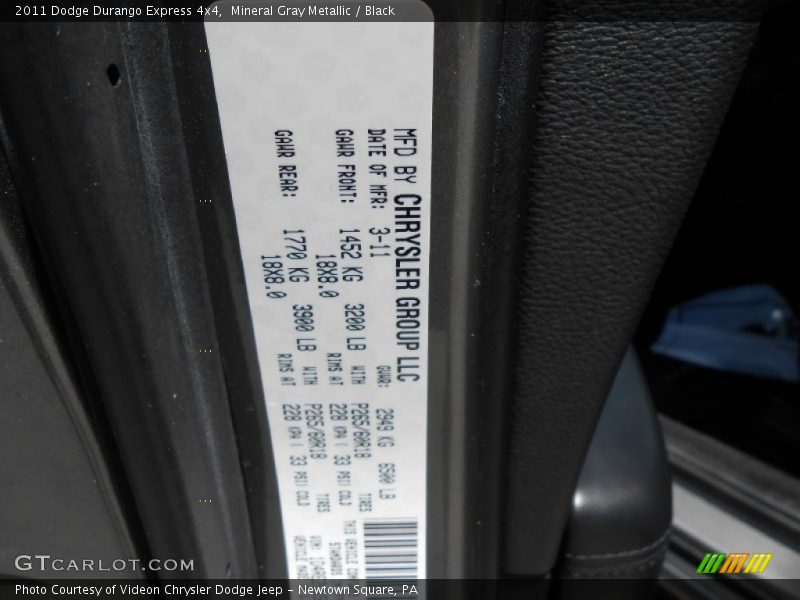 2011 Dodge Durango Express 4x4, Mineral Gray Metallic / Black
MFD BY CHRYSLER GROUP LLC
DATE OF MFR: 3-11 GVWR: 2949 KG 6500 LB
GAWR FRONT: 1452 KG 3200 LB WITH P265/60R18 TIRES
18X8.0 RIMS AT 228 KPA ( 33 PSI) COLD
GAWR REAR: 1770 KG 3900 LB WITH P265/60R18 TIRES
18X8.0 RIMS AT 228 KPA ( 33 PSI) COLD
THIS VEHICLE
GTCARLOT.COM
Photo Courtesy of Videon Chrysler Dodge Jeep – Newtown Square, PA